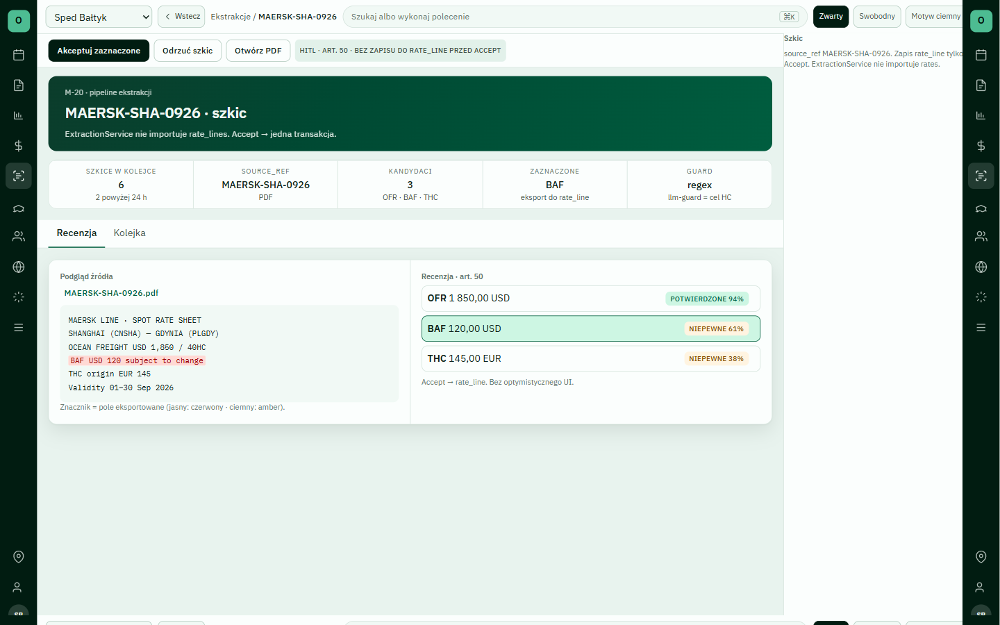 O
Sped Bałtyk
Wstecz
Ekstrakcje / MAERSK-SHA-0926
Szukaj albo wykonaj polecenie
⌘K
Zwarty
Swobodny
Motyw ciemny
O
Akceptuj zaznaczone
Odrzuć szkic
Otwórz PDF
HITL · ART. 50 · BEZ ZAPISU DO RATE_LINE PRZED ACCEPT
Szkic
source_ref MAERSK-SHA-0926. Zapis rate_line tylko
Accept. ExtractionService nie importuje rates.
M-20 · pipeline ekstrakcji
MAERSK-SHA-0926 · szkic
ExtractionService nie importuje rate_lines. Accept → jedna transakcja.
SZKICE W KOLEJCE
6
2 powyżej 24 h
SOURCE_REF
MAERSK-SHA-0926
PDF
KANDYDACI
3
OFR · BAF · THC
ZAZNACZONE
BAF
eksport do rate_line
GUARD
regex
llm-guard = cel HC
Recenzja
Kolejka
Podgląd źródła
MAERSK-SHA-0926.pdf
MAERSK LINE · SPOT RATE SHEET
SHANGHAI (CNSHA) — GDYNIA (PLGDY)
OCEAN FREIGHT USD 1,850 / 40HC
BAF USD 120 subject to change
THC origin EUR 145
Validity 01–30 Sep 2026
Znacznik = pole eksportowane (jasny: czerwony · ciemny: amber).
Recenzja · art. 50
OFR 1 850,00 USD
POTWIERDZONE 94%
BAF 120,00 USD
NIEPEWNE 61%
THC 145,00 EUR
NIEPEWNE 38%
Accept → rate_line. Bez optymistycznego UI.